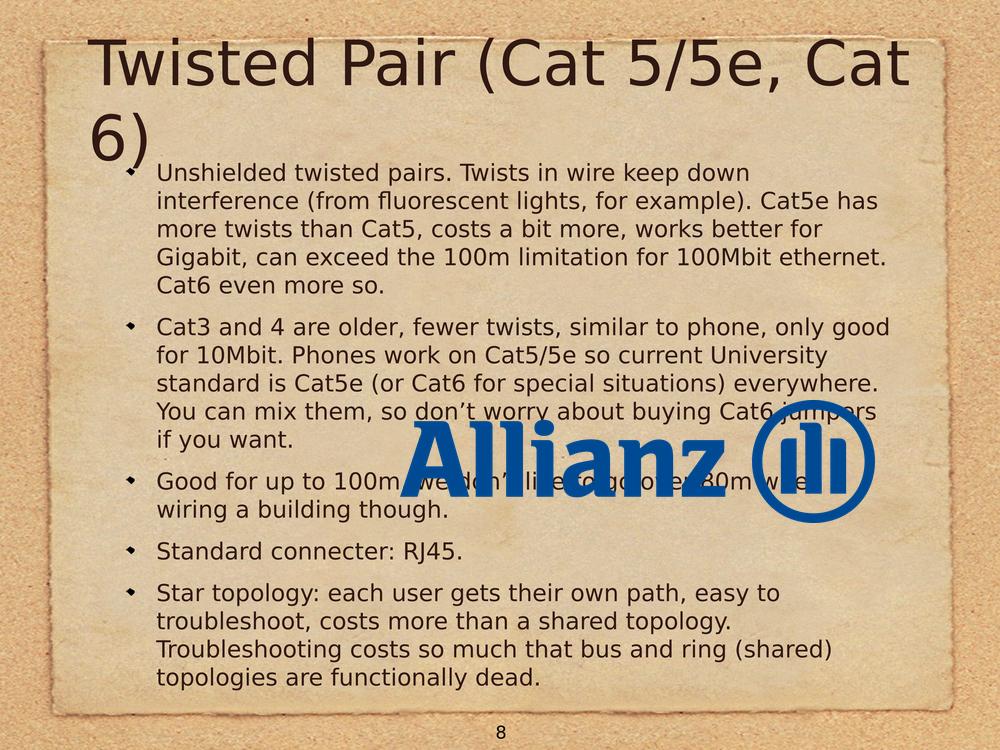 Twisted Pair (Cat 5/5e, Cat
6)
Unshielded twisted pairs. Twists in wire keep down
interference (from fluorescent lights, for example). Cat5e has
more twists than Cat5, costs a bit more, works better for
Gigabit, can exceed the 100m limitation for 100Mbit ethernet.
Cat6 even more so.
Cat3 and 4 are older, fewer twists, similar to phone, only good
for 10Mbit. Phones work on Cat5/5e so current University
standard is Cat5e (or Cat6 for special situations) everywhere.
You can mix them, so don’t worry about buying Cat6 jumpers
if you want.
Allianz
Good for up to 100m, we don’t like to go over 80m when
wiring a building though.
Standard connecter: RJ45.
Star topology: each user gets their own path, easy to
troubleshoot, costs more than a shared topology.
Troubleshooting costs so much that bus and ring (shared)
topologies are functionally dead.
8